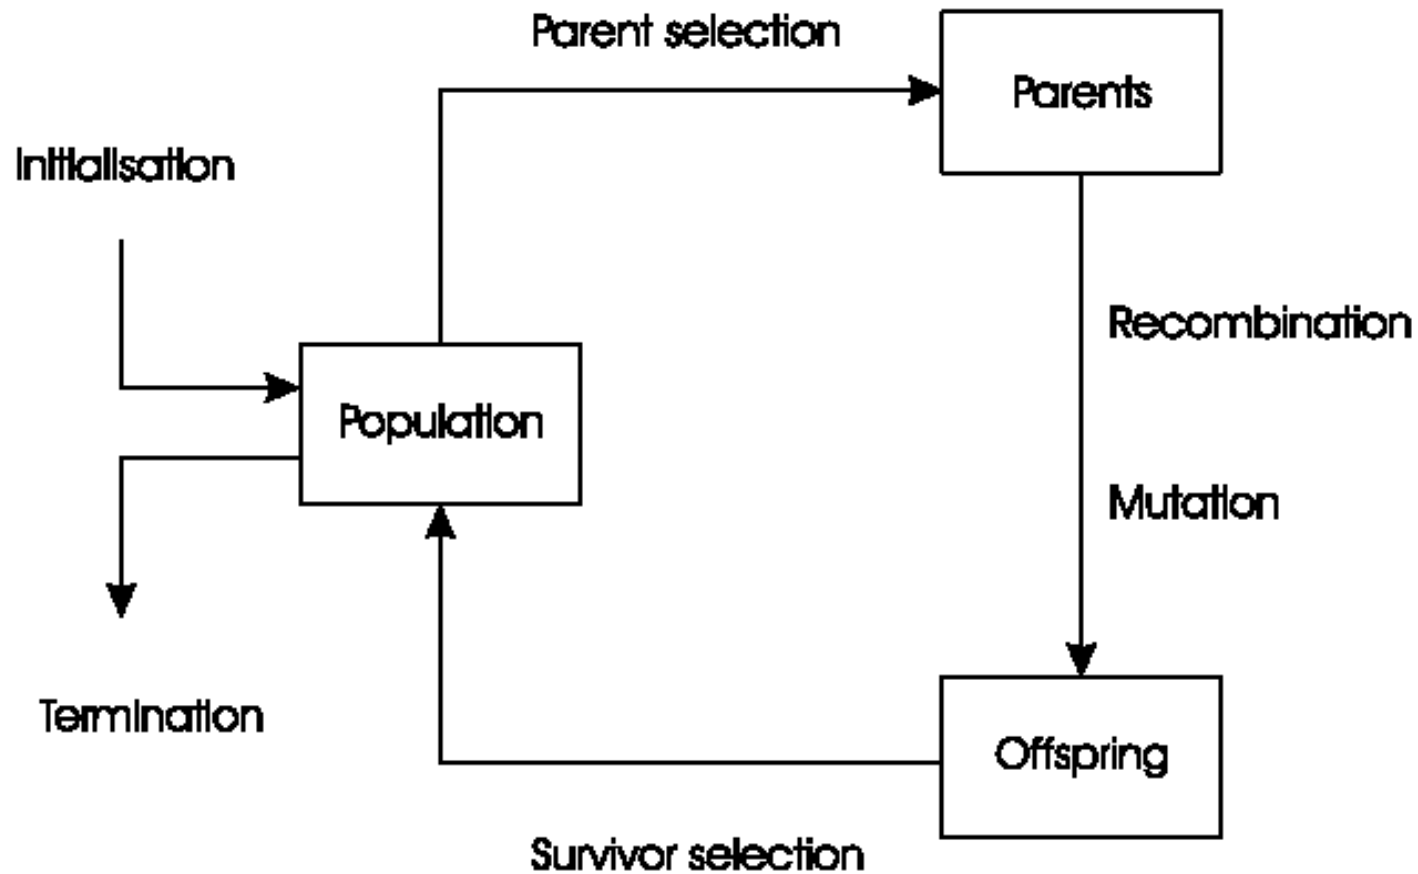 Parent selection
Parents
Initialisation
Recombination
Population
Mutation
Termination
Offspring
Survivor selection